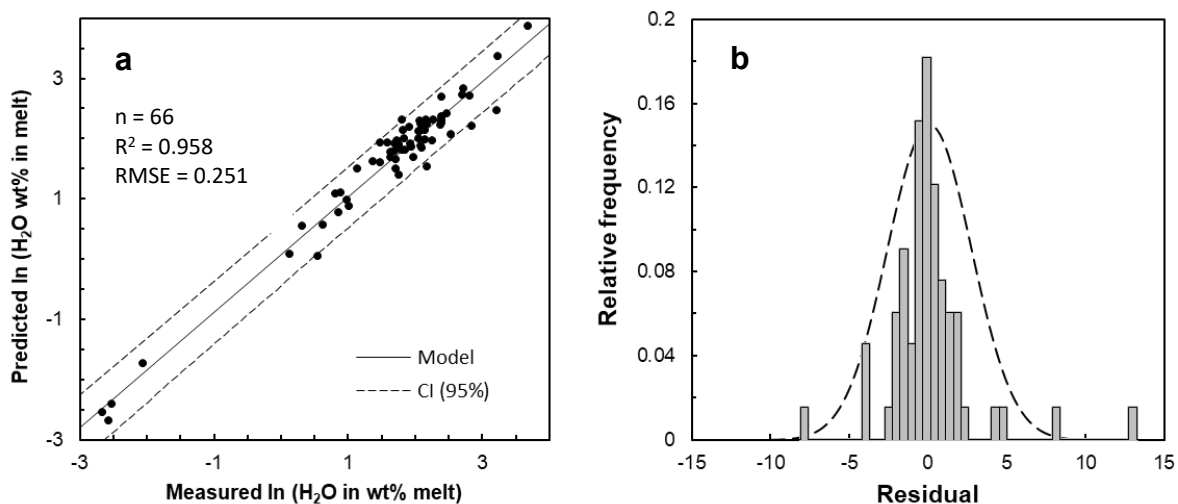 a
n = 66
R² = 0.958
RMSE = 0.251
Model
CI (95%)
3
1
-1
-3
-3
-1
1
3
Predicted ln (H₂O wt% in melt)
Measured ln (H₂O in wt% melt)
b
0.2
0.16
0.12
0.08
0.04
0
-15
-10
-5
0
5
10
15
Relative frequency
Residual